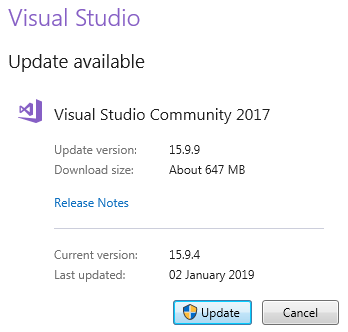 Visual Studio
Update available
Visual Studio Community 2017
Update version: 15.9.9
Download size: About 647 MB
Release Notes
Current version: 15.9.4
Last updated: 02 January 2019
Update Cancel